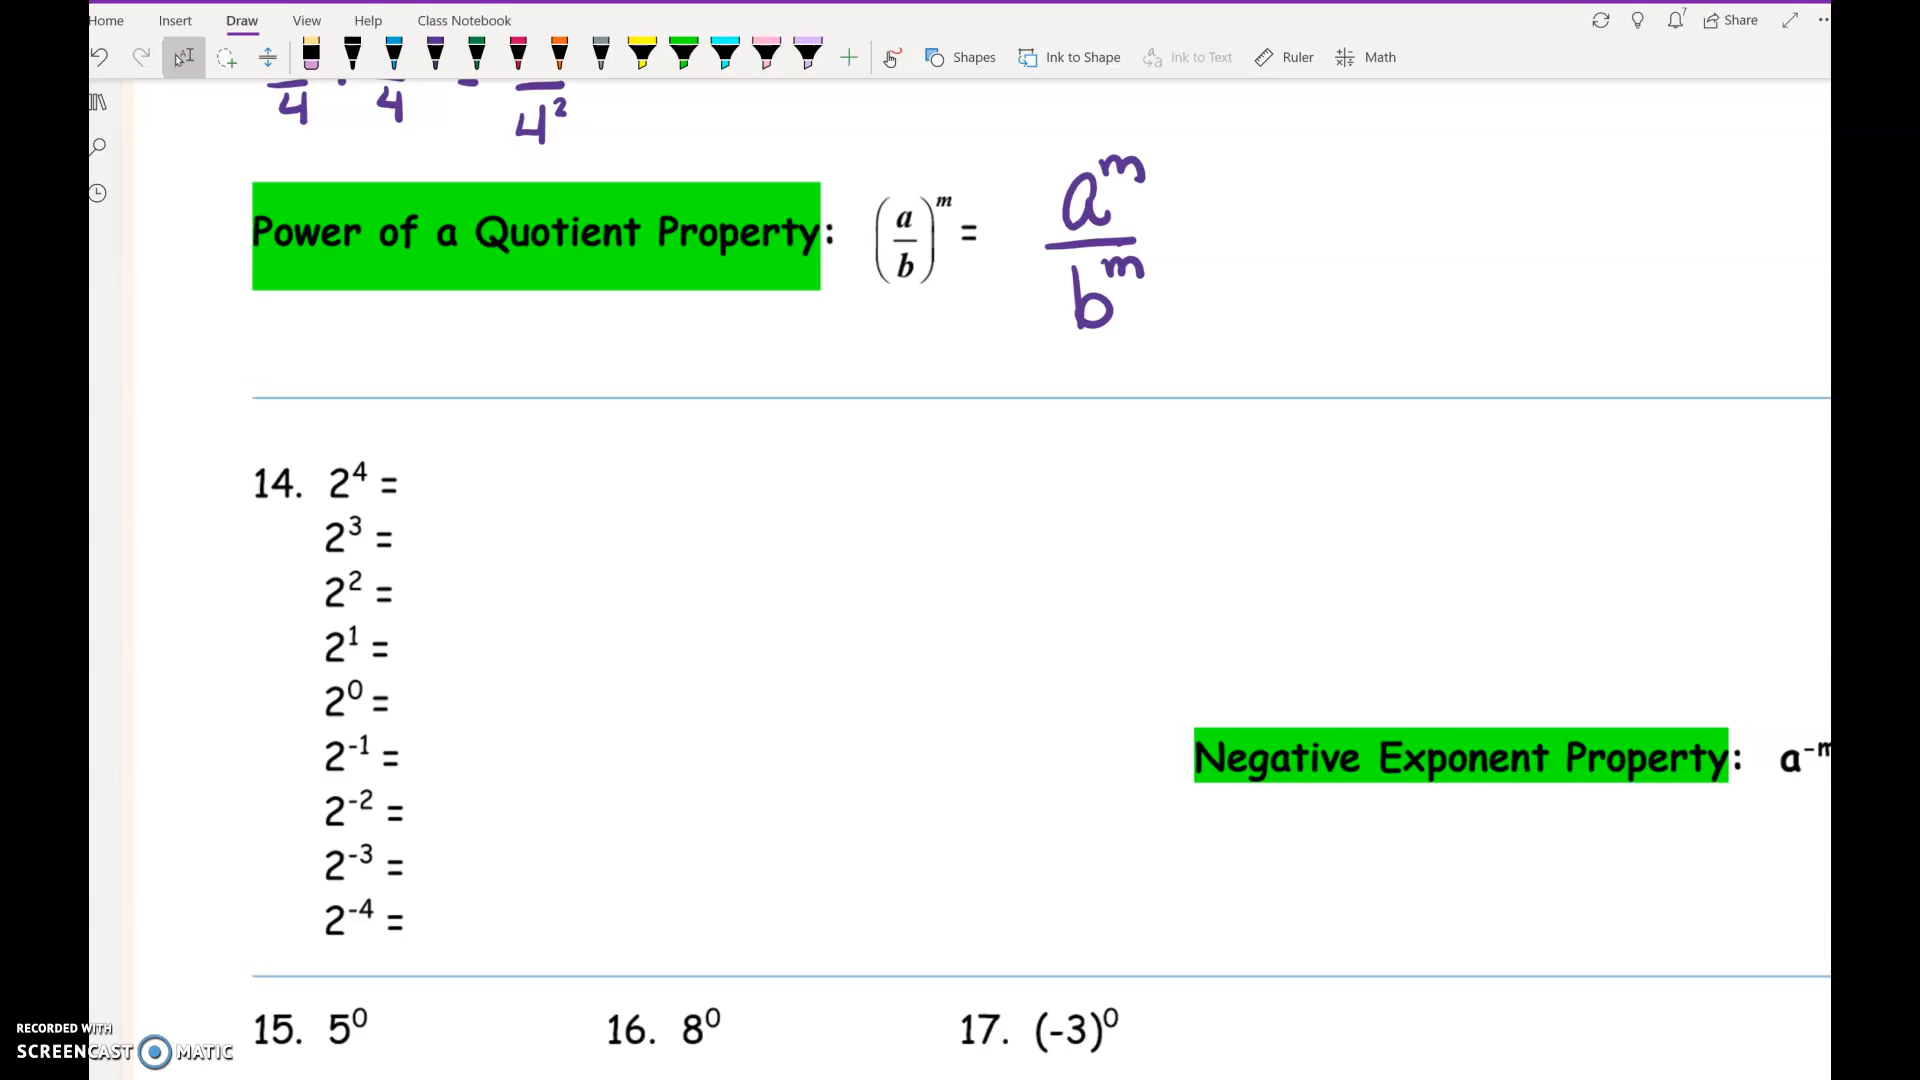 Home Insert Draw View Help Class Notebook 7 Share
Shapes Ink to Shape Ink to Text Ruler Math
4 · 4 = 4²
Power of a Quotient Property: (a/b)^m = a^m/b^m
14. 2⁴ =
2³ =
2² =
2¹ =
2⁰ =
2⁻¹ =
Negative Exponent Property: a⁻ᵐ
2⁻² =
2⁻³ =
2⁻⁴ =
15. 5⁰ 16. 8⁰ 17. (-3)⁰
RECORDED WITH
SCREENCAST MATIC